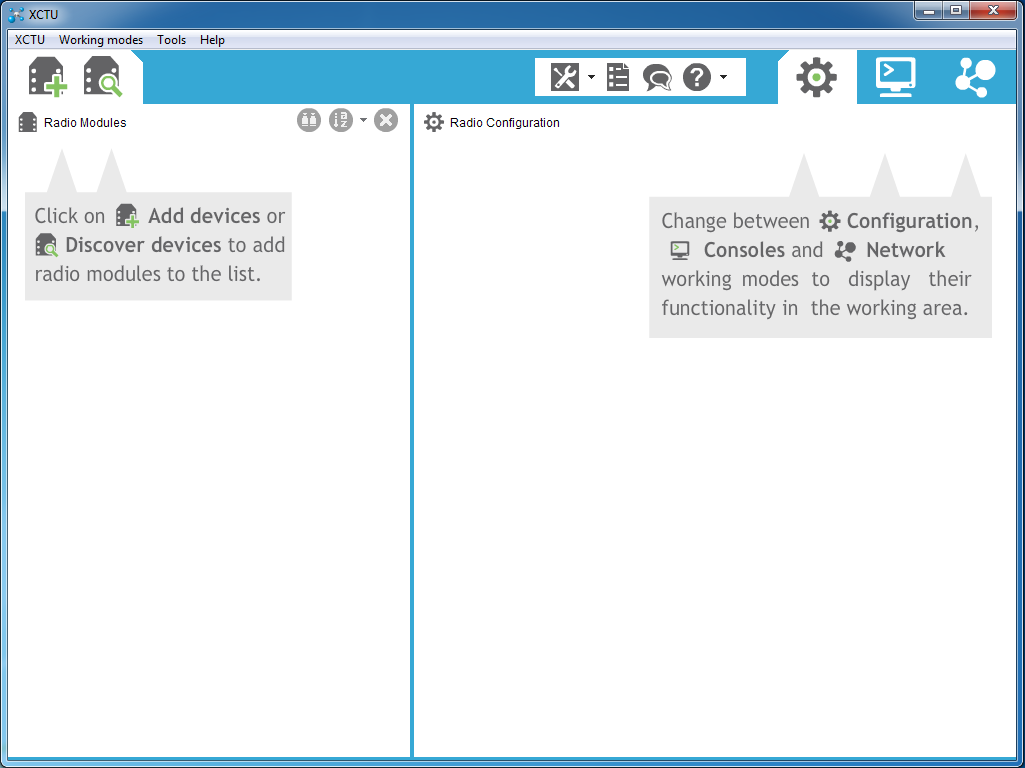 XCTU
XCTU Working modes Tools Help
Radio Modules
Radio Configuration
Click on Add devices or
Discover devices to add
radio modules to the list.
Change between Configuration,
Consoles and Network
working modes to display their
functionality in the working area.